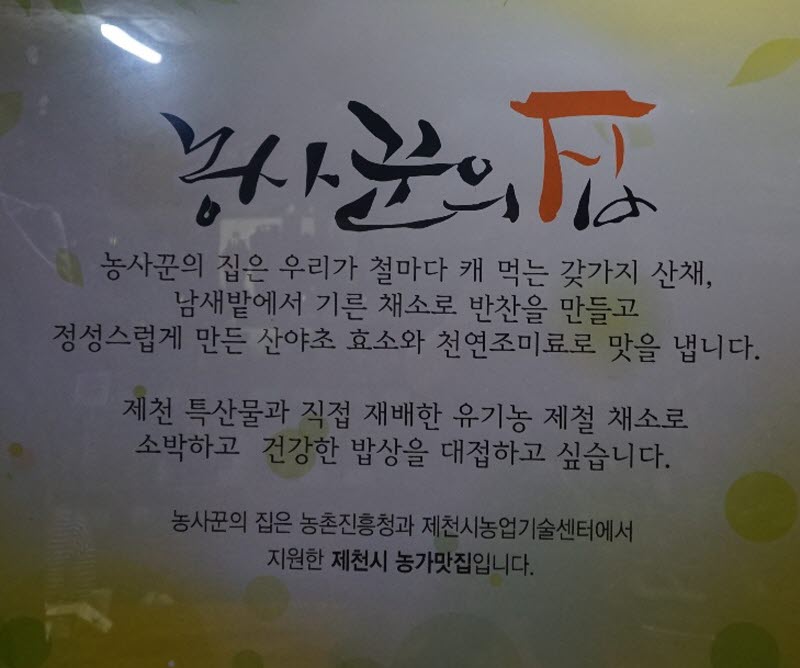 농사꾼의 집
농사꾼의 집은 우리가 철마다 캐 먹는 갖가지 산채,
남새밭에서 기른 채소로 반찬을 만들고
정성스럽게 만든 산야초 효소와 천연조미료로 맛을 냅니다.
제천 특산물과 직접 재배한 유기농 제철 채소로
소박하고 건강한 밥상을 대접하고 싶습니다.
농사꾼의 집은 농촌진흥청과 제천시농업기술센터에서
지원한 제천시 농가맛집입니다.